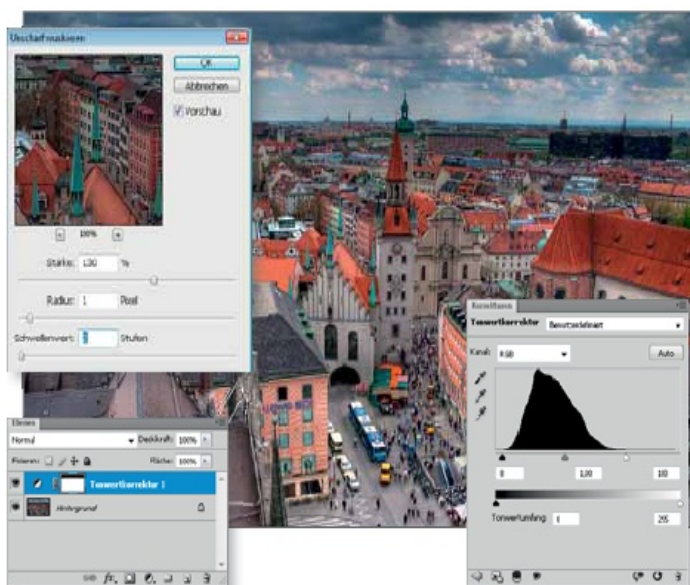 Unscharf maskieren
OK
Abbrechen
Vorschau
100%
Stärke: 130 %
Radius: 1 Pixel
Schwellenwert: Stufen
Korrekturen
Tonwertkorrektur Benutzerdefiniert
Kanal: RGB Auto
0 1,00
Tonwertumfang: 0 255
Ebenen
Normal Deckkraft: 100%
Fixieren: Fläche: 100%
Tonwertkorrektur 1
Hintergrund
fx